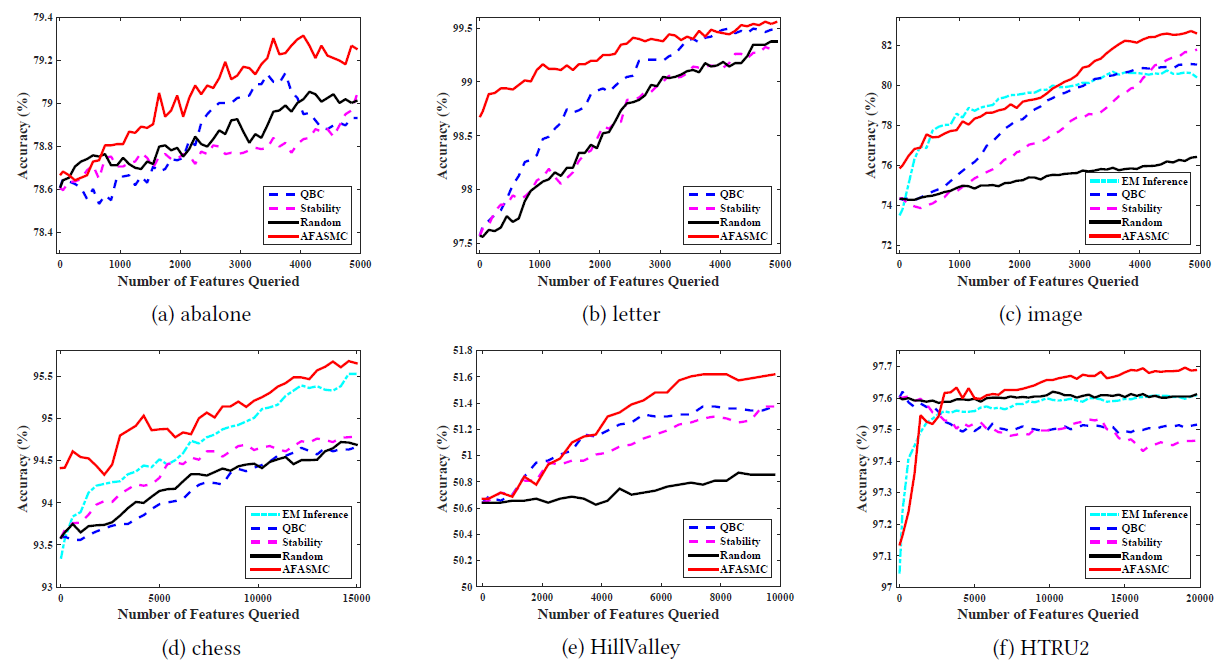 79.4
79.2
79
78.8
78.6
78.4
Accuracy (%)
0 1000 2000 3000 4000 5000
Number of Features Queried
QBC
Stability
Random
AFASMC
(a) abalone
99.5
99
98.5
98
97.5
Accuracy (%)
0 1000 2000 3000 4000 5000
Number of Features Queried
QBC
Stability
Random
AFASMC
(b) letter
82
80
78
76
74
72
Accuracy (%)
0 1000 2000 3000 4000 5000
Number of Features Queried
EM Inference
QBC
Stability
Random
AFASMC
(c) image
95.5
95
94.5
94
93.5
93
Accuracy (%)
0 5000 10000 15000
Number of Features Queried
EM Inference
QBC
Stability
Random
AFASMC
(d) chess
51.8
51.6
51.4
51.2
51
50.8
50.6
50.4
50.2
50
Accuracy (%)
0 2000 4000 6000 8000 10000
Number of Features Queried
QBC
Stability
Random
AFASMC
(e) HillValley
97.7
97.6
97.5
97.4
97.3
97.2
97.1
97
Accuracy (%)
0 5000 10000 15000 20000
Number of Features Queried
EM Inference
QBC
Stability
Random
AFASMC
(f) HTRU2